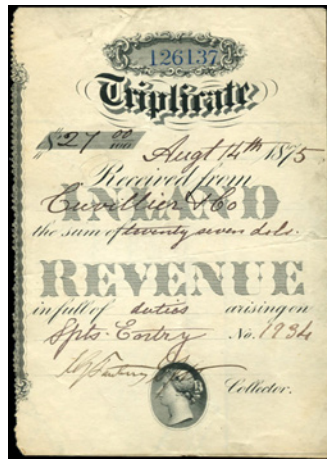 126137
Triplicate
$27 00/100
Augt 14th 1875
Received from
Cuvillier & Co
INLAND
the sum of twenty seven dols.
REVENUE
in full of duties arising on
Spts. Entry No. 1934
Collector.